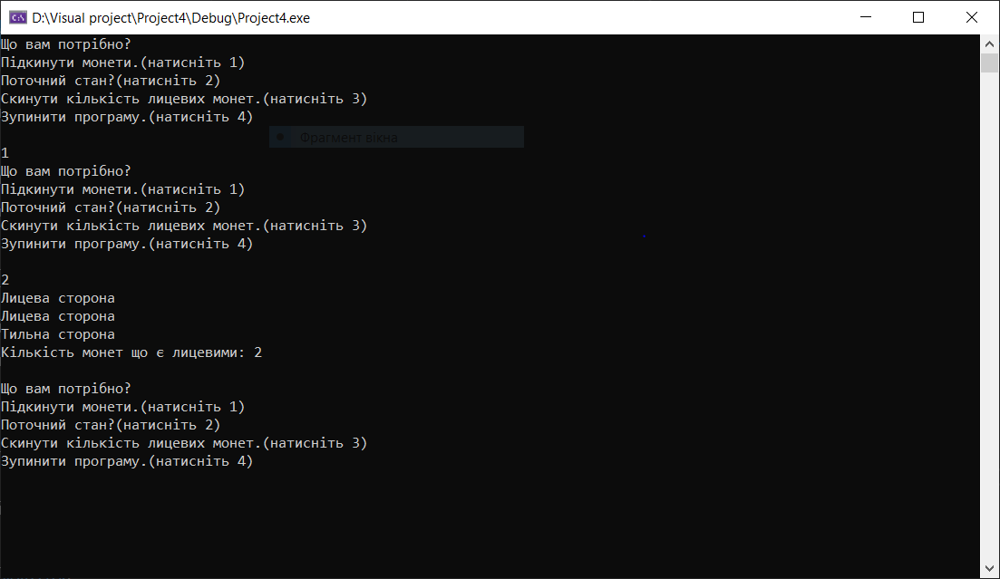 D:\Visual project\Project4\Debug\Project4.exe
Що вам потрібно?
Підкинути монети.(натисніть 1)
Поточний стан?(натисніть 2)
Скинути кількість лицевих монет.(натисніть 3)
Зупинити програму.(натисніть 4)
Фрагмент вікна
1
Що вам потрібно?
Підкинути монети.(натисніть 1)
Поточний стан?(натисніть 2)
Скинути кількість лицевих монет.(натисніть 3)
Зупинити програму.(натисніть 4)
2
Лицева сторона
Лицева сторона
Тильна сторона
Кількість монет що є лицевими: 2
Що вам потрібно?
Підкинути монети.(натисніть 1)
Поточний стан?(натисніть 2)
Скинути кількість лицевих монет.(натисніть 3)
Зупинити програму.(натисніть 4)